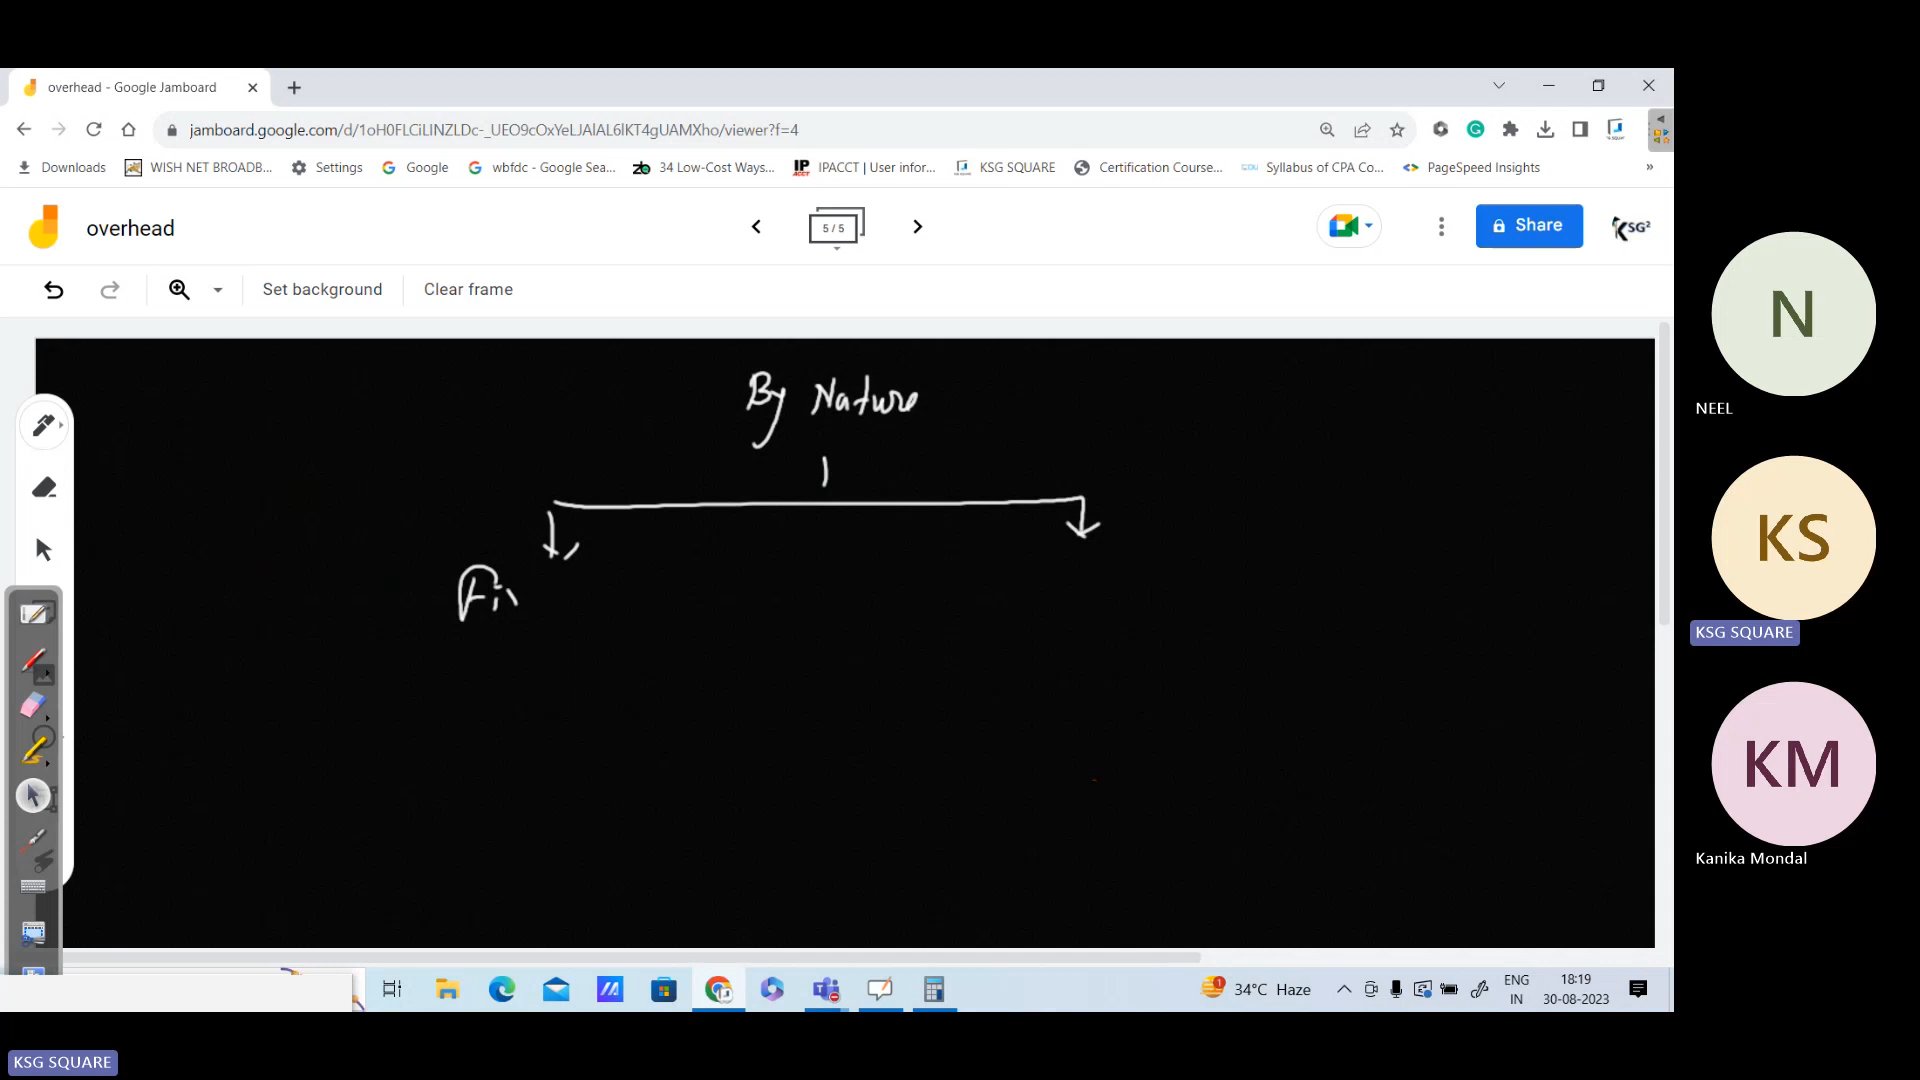 overhead - Google Jamboard
jamboard.google.com/d/1oH0FLCiLINZLDc-_UEO9cOxYeLJAlAL6lKT4gUAMXho/viewer?f=4
Downloads WISH NET BROADB... Settings Google wbfdc - Google Sea... 34 Low-Cost Ways... IPACCT | User infor... KSG SQUARE Certification Course... Syllabus of CPA Co... PageSpeed Insights »
overhead 5 / 5 Share KSG²
Set background Clear frame
By Nature
Fi
N
NEEL
KS
KSG SQUARE
KM
Kanika Mondal
34°C Haze ENG IN 18:19 30-08-2023
KSG SQUARE